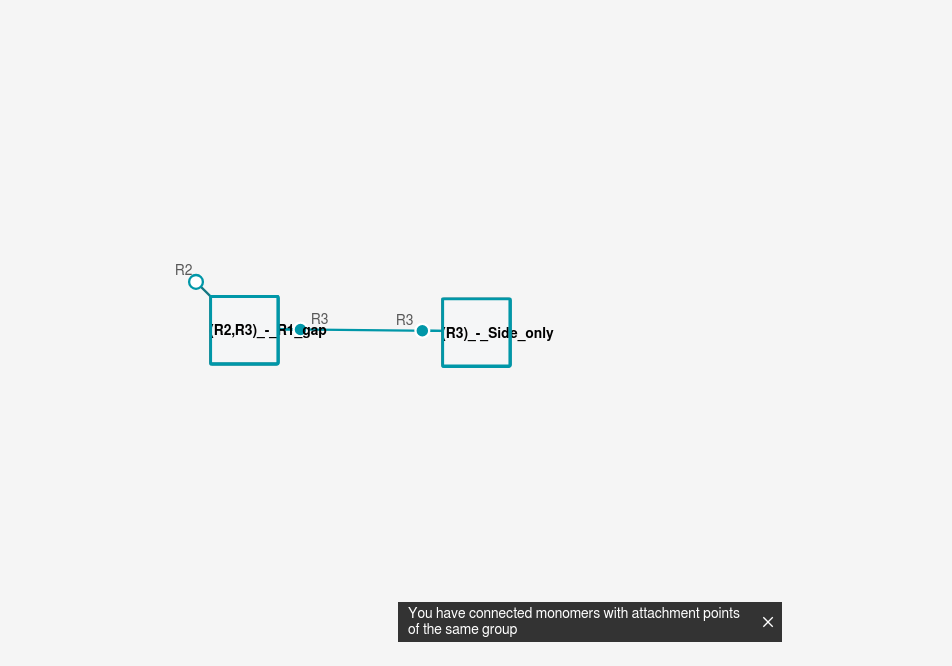 R2
R3
R3
(R2,R3)_-_R1_gap
(R3)_-_Side_only
You have connected monomers with attachment points
of the same group